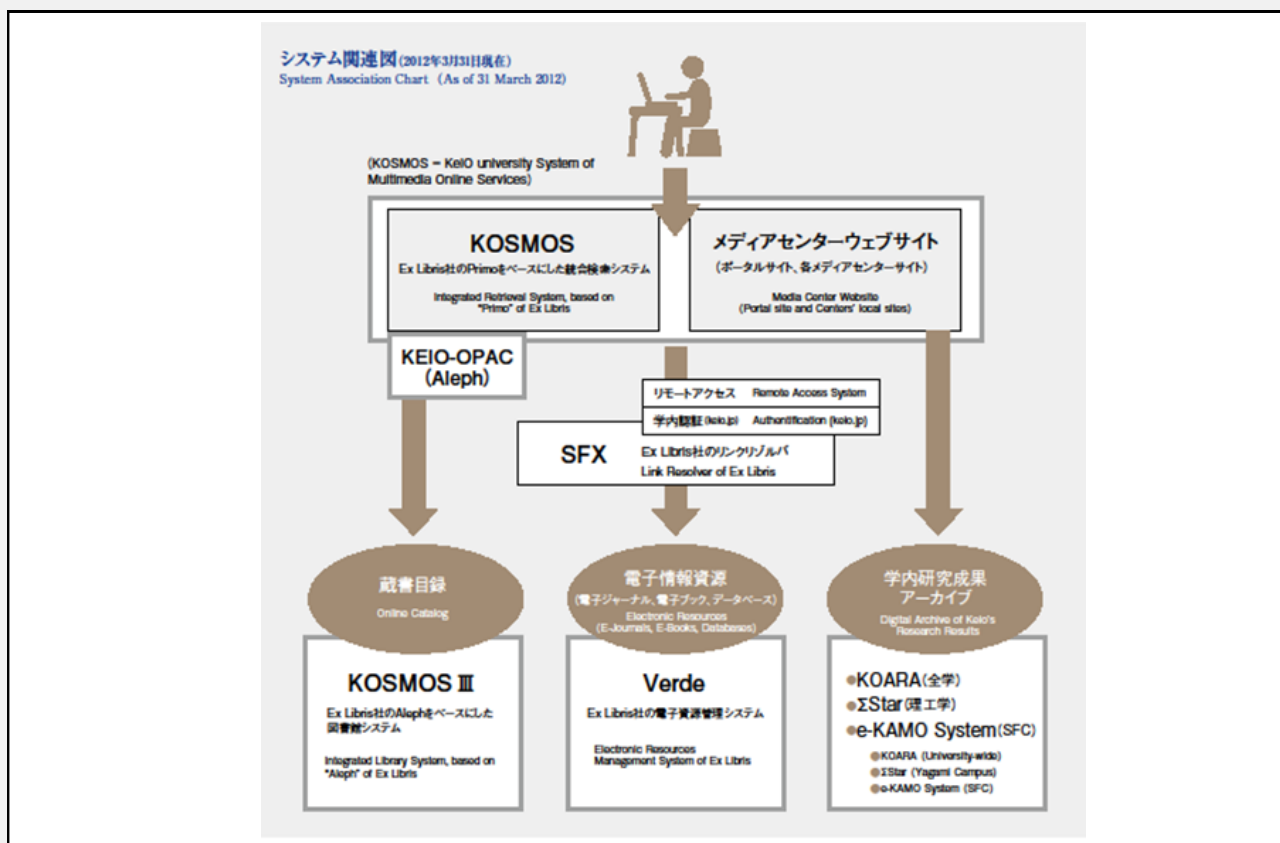 システム関連図(2012年3月31日現在)
System Association Chart (As of 31 March 2012)
(KOSMOS – KeIO university System of
Multimedia Online Services)
KOSMOS
Ex Libris社のPrimoをベースにした統合検索システム
Integrated Retrieval System, based on
"Primo" of Ex Libris
メディアセンターウェブサイト
(ポータルサイト、各メディアセンターサイト)
Media Center Website
(Portal site and Centers' local sites)
KEIO-OPAC
(Aleph)
リモートアクセス Remote Access System
学内認証(keio.jp) Authentification (keio.jp)
SFX
Ex Libris社のリンクリゾルバ
Link Resolver of Ex Libris
蔵書目録
Online Catalog
KOSMOS Ⅲ
Ex Libris社のAlephをベースにした
図書館システム
Integrated Library System, based on
"Aleph" of Ex Libris
電子情報資源
(電子ジャーナル、電子ブック、データベース)
Electronic Resources
(E-Journals, E-Books, Databases)
Verde
Ex Libris社の電子資源管理システム
Electronic Resources
Management System of Ex Libris
学内研究成果
アーカイブ
Digital Archive of Keio's
Research Results
●KOARA(全学)
●ΣStar(理工学)
●e-KAMO System(SFC)
●KOARA (University-wide)
●ΣStar (Yagami Campus)
●e-KAMO System (SFC)